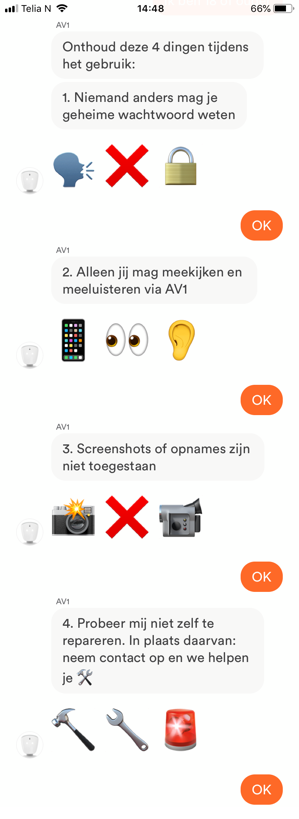 Telia N 14:48 66%
AV1
Onthoud deze 4 dingen tijdens
het gebruik:
1. Niemand anders mag je
geheime wachtwoord weten
OK
AV1
2. Alleen jij mag meekijken en
meeluisteren via AV1
OK
AV1
3. Screenshots of opnames zijn
niet toegestaan
OK
AV1
4. Probeer mij niet zelf te
repareren. In plaats daarvan:
neem contact op en we helpen
je 🛠️
OK